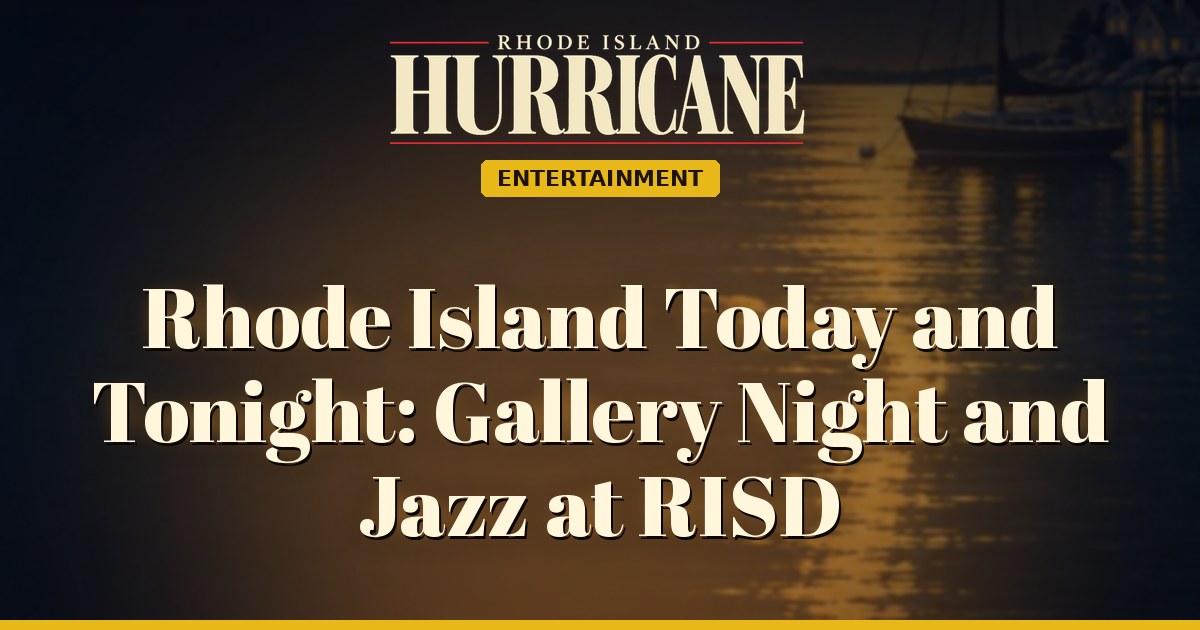 RHODE ISLAND
HURRICANE
ENTERTAINMENT
Rhode Island Today and
Tonight: Gallery Night and
Jazz at RISD